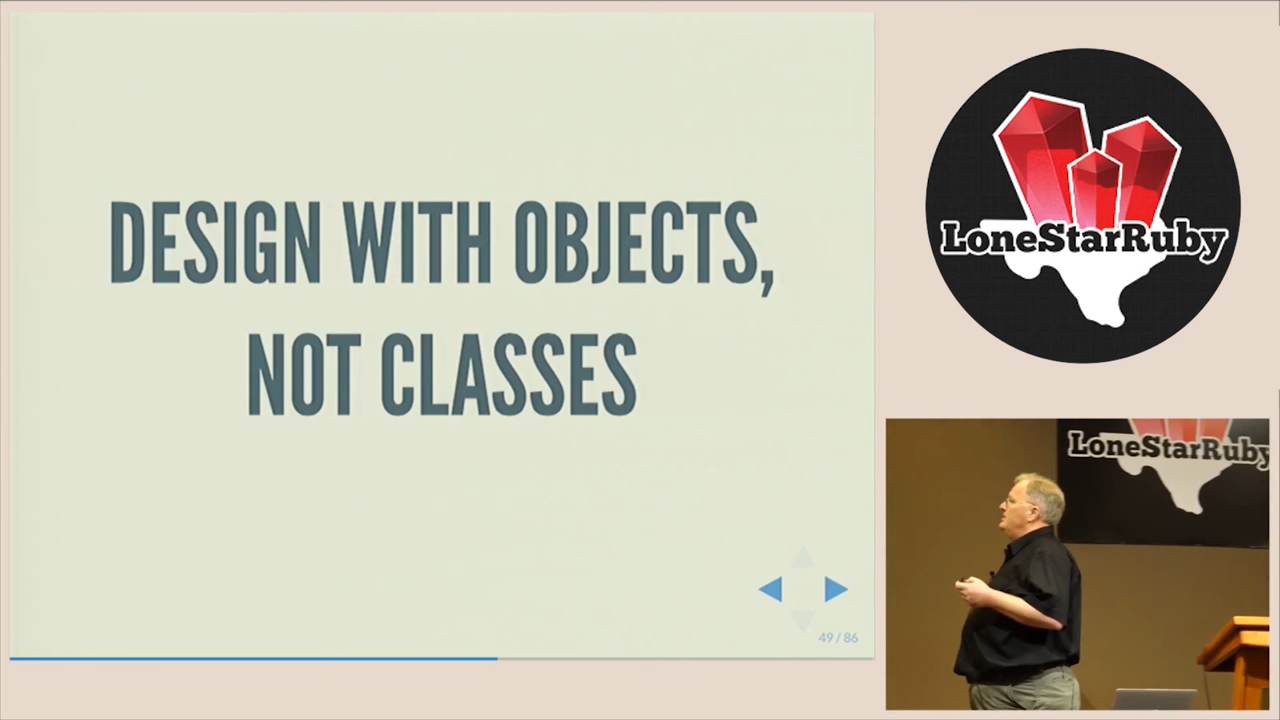 DESIGN WITH OBJECTS,
NOT CLASSES
49 / 86
LoneStarRuby
LoneStarRuby